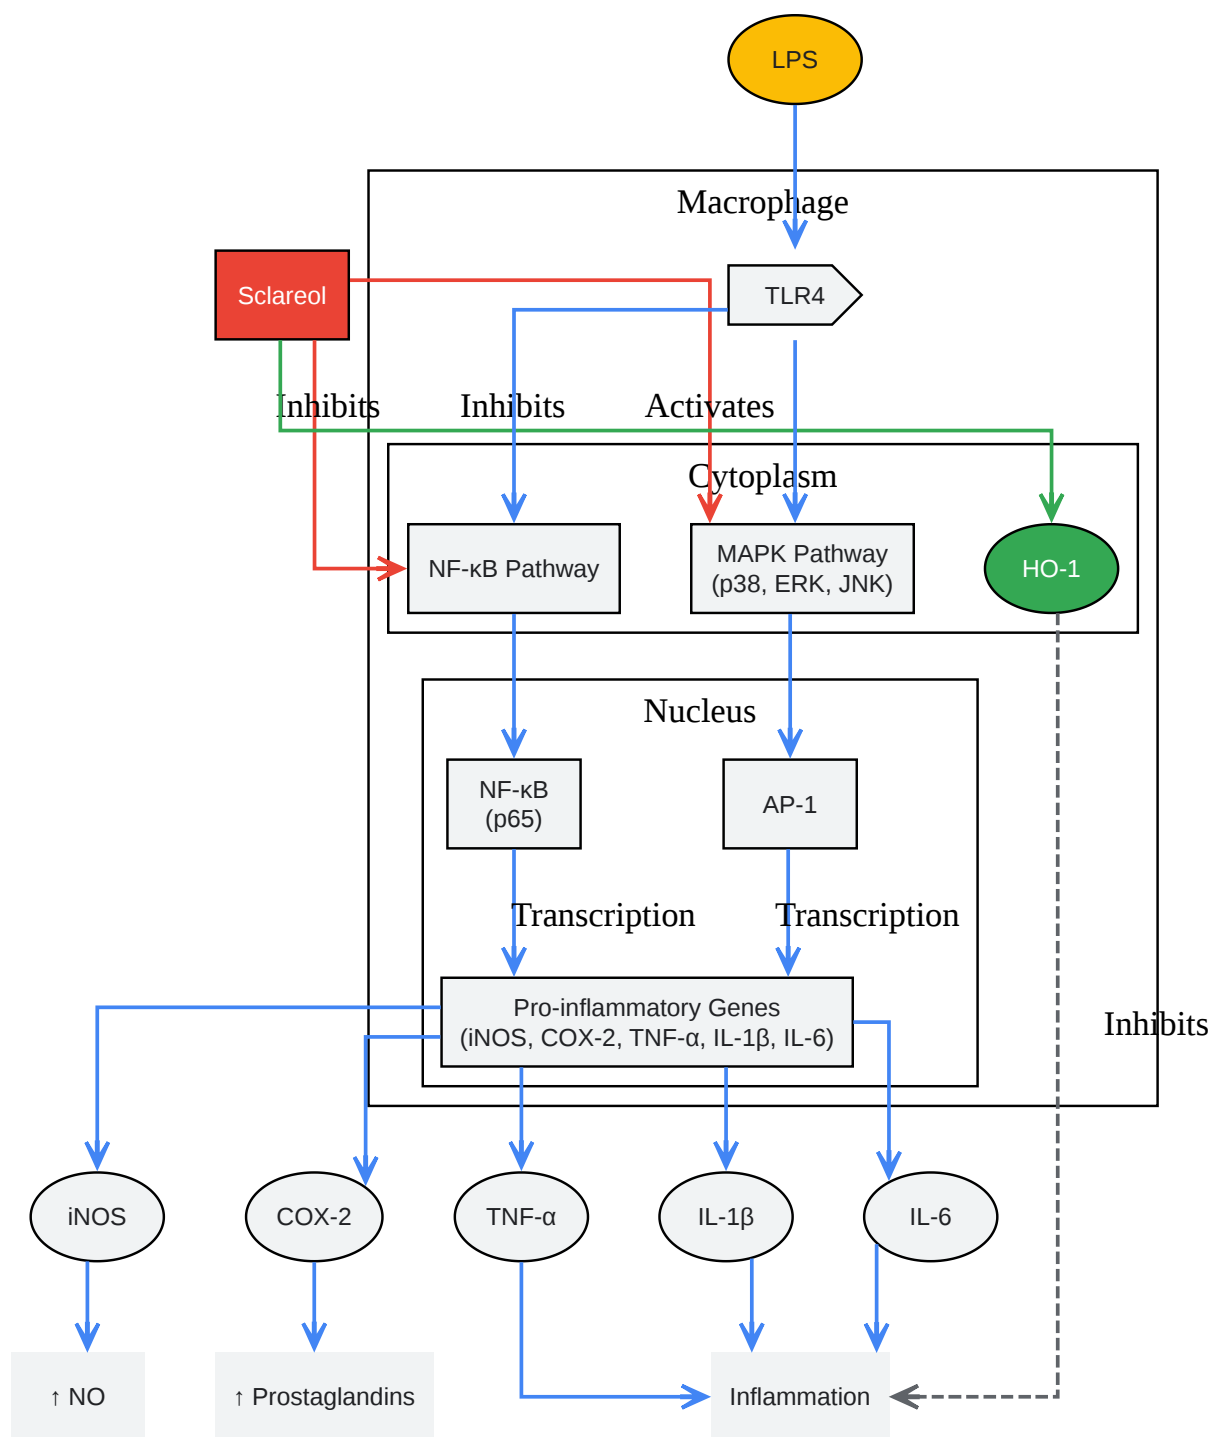 LPS
Macrophage
Sclareol
TLR4
Inhibits
Inhibits
Activates
Cytoplasm
NF-κB Pathway
MAPK Pathway
(p38, ERK, JNK)
HO-1
Nucleus
NF-κB
(p65)
AP-1
Transcription
Transcription
Pro-inflammatory Genes
(iNOS, COX-2, TNF-α, IL-1β, IL-6)
Inhibits
iNOS
COX-2
TNF-α
IL-1β
IL-6
↑ NO
↑ Prostaglandins
Inflammation